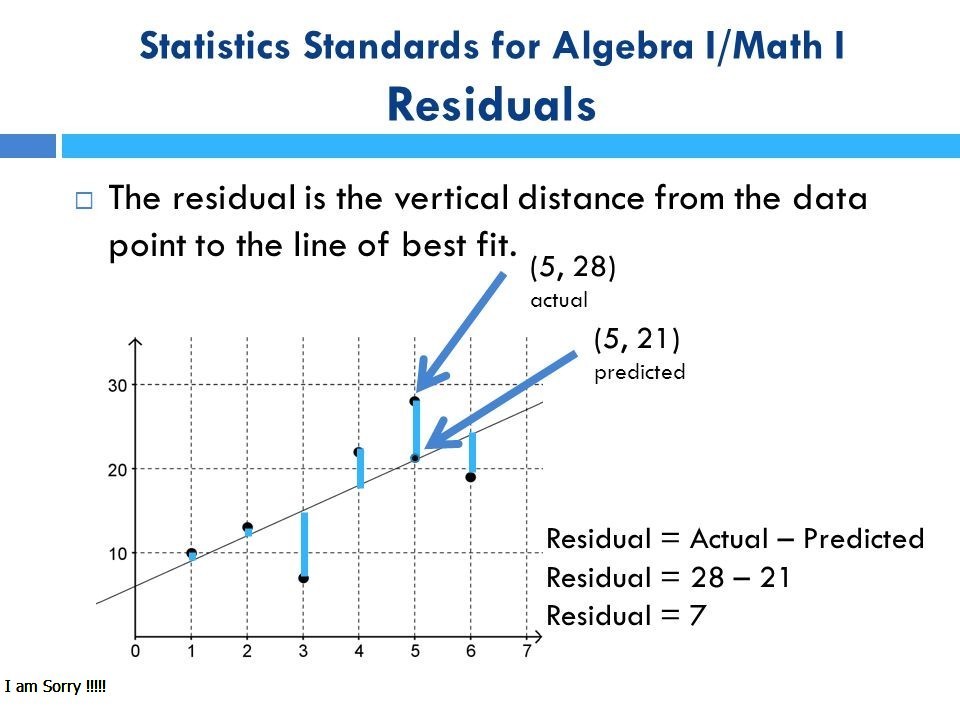 Statistics Standards for Algebra I/Math I
Residuals
The residual is the vertical distance from the data
point to the line of best fit.
(5, 28)
actual
(5, 21)
predicted
30
20
10
0 1 2 3 4 5 6 7
Residual = Actual – Predicted
Residual = 28 – 21
Residual = 7
I am Sorry !!!!!